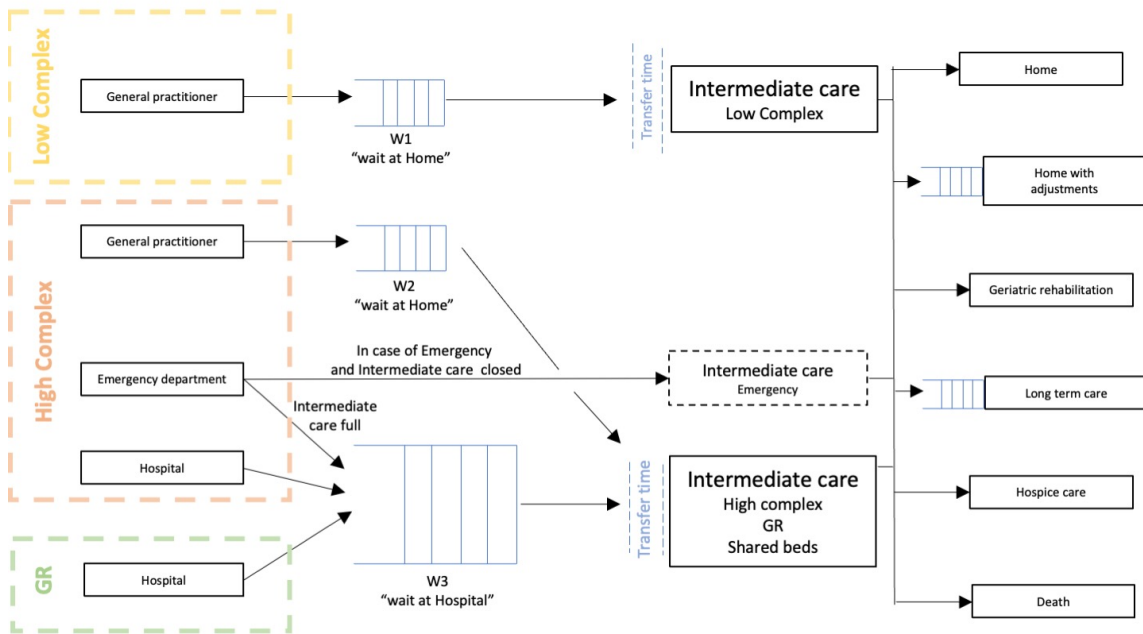 Low Complex
General practitioner
W1
“wait at Home”
Transfer time
Intermediate care
Low Complex
Home
Home with
adjustments
High Complex
General practitioner
W2
“wait at Home”
Geriatric rehabilitation
Emergency department
In case of Emergency
and Intermediate care closed
Intermediate care
Emergency
Long term care
Intermediate
care full
Hospital
Transfer time
Intermediate care
High complex
GR
Shared beds
Hospice care
GR
Hospital
W3
“wait at Hospital”
Death